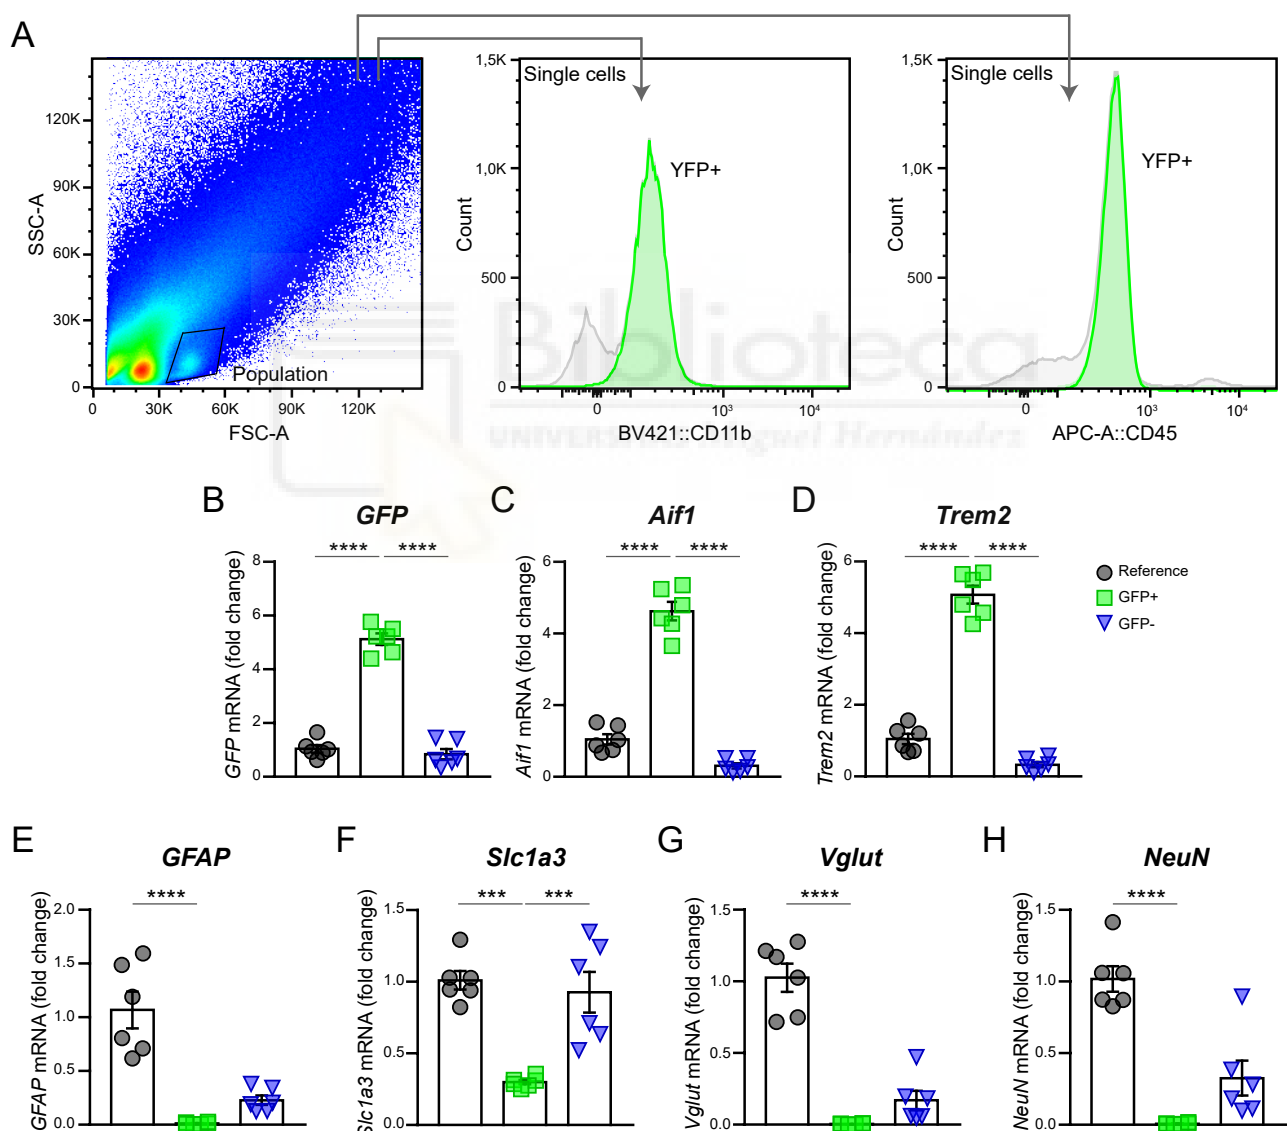 A
Single cells
YFP+
1,5K
1,0K
500
0
Count
BV421::CD11b
0
10³
10⁴
Single cells
YFP+
1,5K
1,0K
500
0
Count
APC-A::CD45
0
10³
10⁴
120K
90K
60K
30K
0
SSC-A
Population
0
30K
60K
90K
120K
FSC-A
Biblioteca
UNIVERSITAS Miguel Hernández
B
GFP
**** ****
GFP mRNA (fold change)
8
6
4
2
0
C
Aif1
**** ****
Aif1 mRNA (fold change)
6
4
2
0
D
Trem2
**** ****
Trem2 mRNA (fold change)
6
4
2
0
Reference
GFP+
GFP-
E
GFAP
****
GFAP mRNA (fold change)
2.0
1.5
1.0
0.5
0.0
F
Slc1a3
*** ***
Slc1a3 mRNA (fold change)
1.5
1.0
0.5
0.0
G
Vglut
****
Vglut mRNA (fold change)
1.5
1.0
0.5
0.0
H
NeuN
****
NeuN mRNA (fold change)
1.5
1.0
0.5
0.0